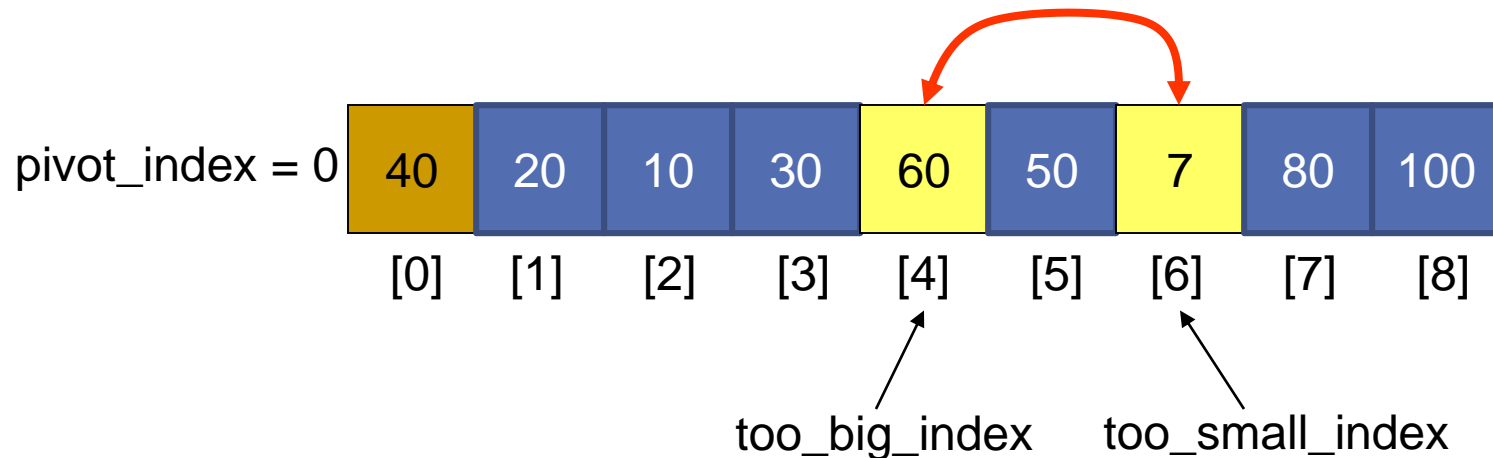 pivot_index = 0 40 20 10 30 60 50 7 80 100
[0] [1] [2] [3] [4] [5] [6] [7] [8]
too_big_index too_small_index